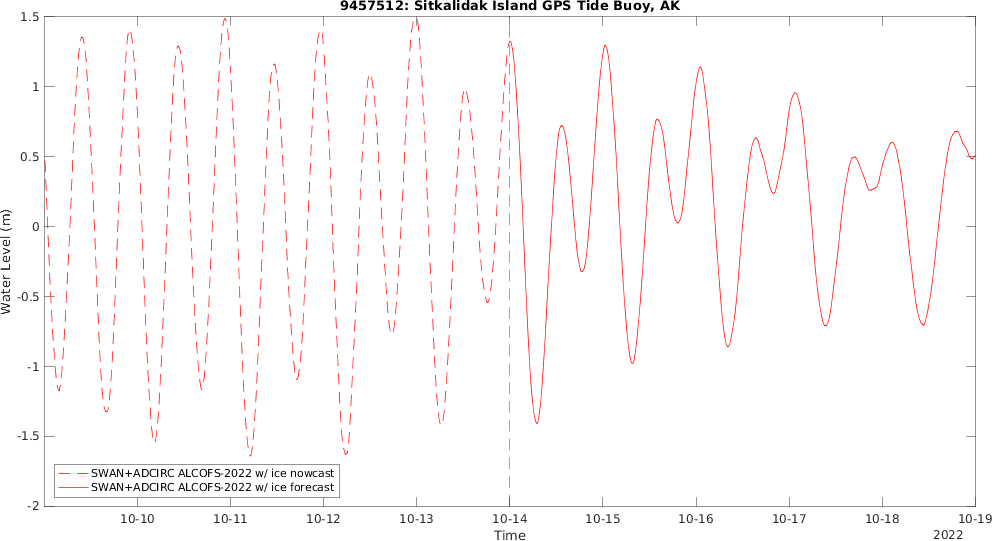 9457512: Sitkalidak Island GPS Tide Buoy, AK
1.5
1
0.5
0
-0.5
-1
-1.5
-2
Water Level (m)
SWAN+ADCIRC ALCOFS-2022 w/ ice nowcast
SWAN+ADCIRC ALCOFS-2022 w/ ice forecast
10-10 10-11 10-12 10-13 10-14 10-15 10-16 10-17 10-18 10-19
Time
2022